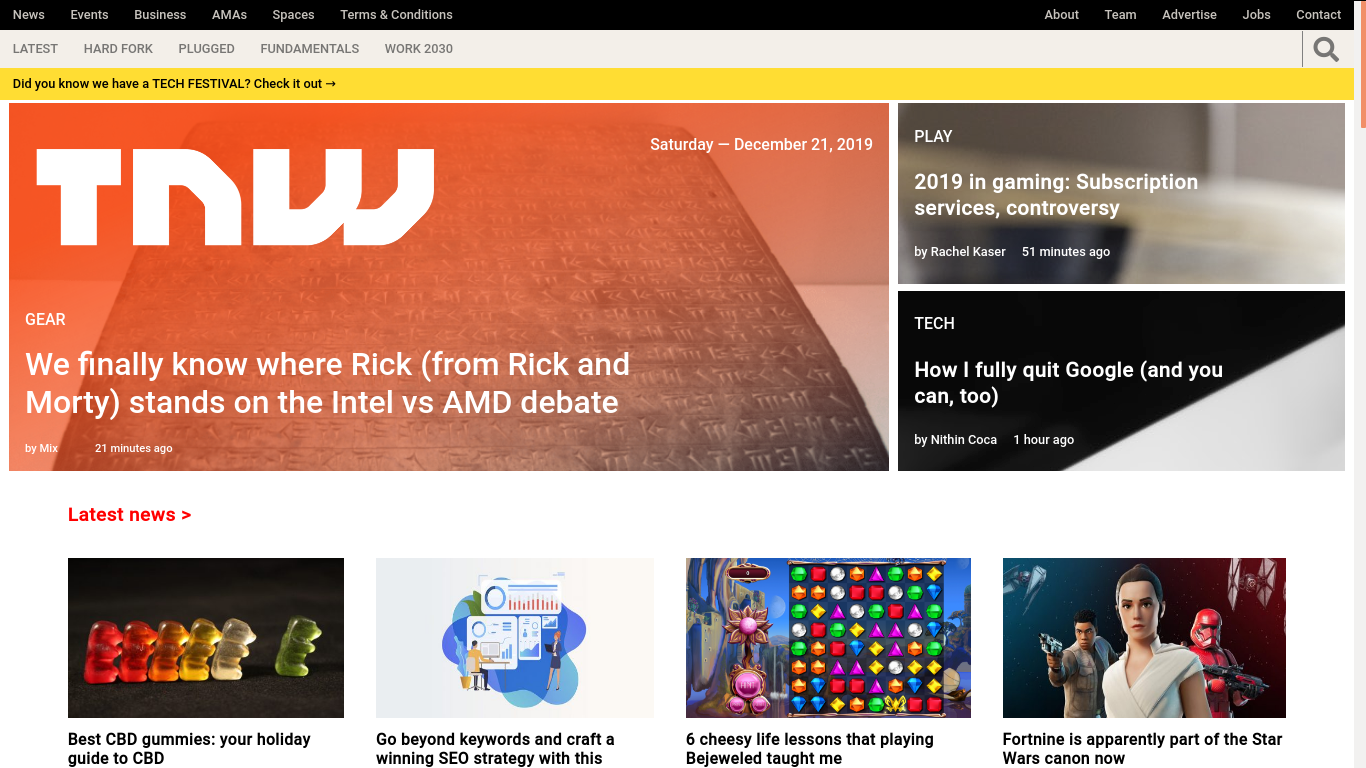 News Events Business AMAs Spaces Terms & Conditions About Team Advertise Jobs Contact
LATEST HARD FORK PLUGGED FUNDAMENTALS WORK 2030
Did you know we have a TECH FESTIVAL? Check it out →
TNW
Saturday — December 21, 2019
GEAR
We finally know where Rick (from Rick and
Morty) stands on the Intel vs AMD debate
by Mix 21 minutes ago
PLAY
2019 in gaming: Subscription
services, controversy
by Rachel Kaser 51 minutes ago
TECH
How I fully quit Google (and you
can, too)
by Nithin Coca 1 hour ago
Latest news >
Best CBD gummies: your holiday
guide to CBD
Go beyond keywords and craft a
winning SEO strategy with this
6 cheesy life lessons that playing
Bejeweled taught me
Fortnine is apparently part of the Star
Wars canon now